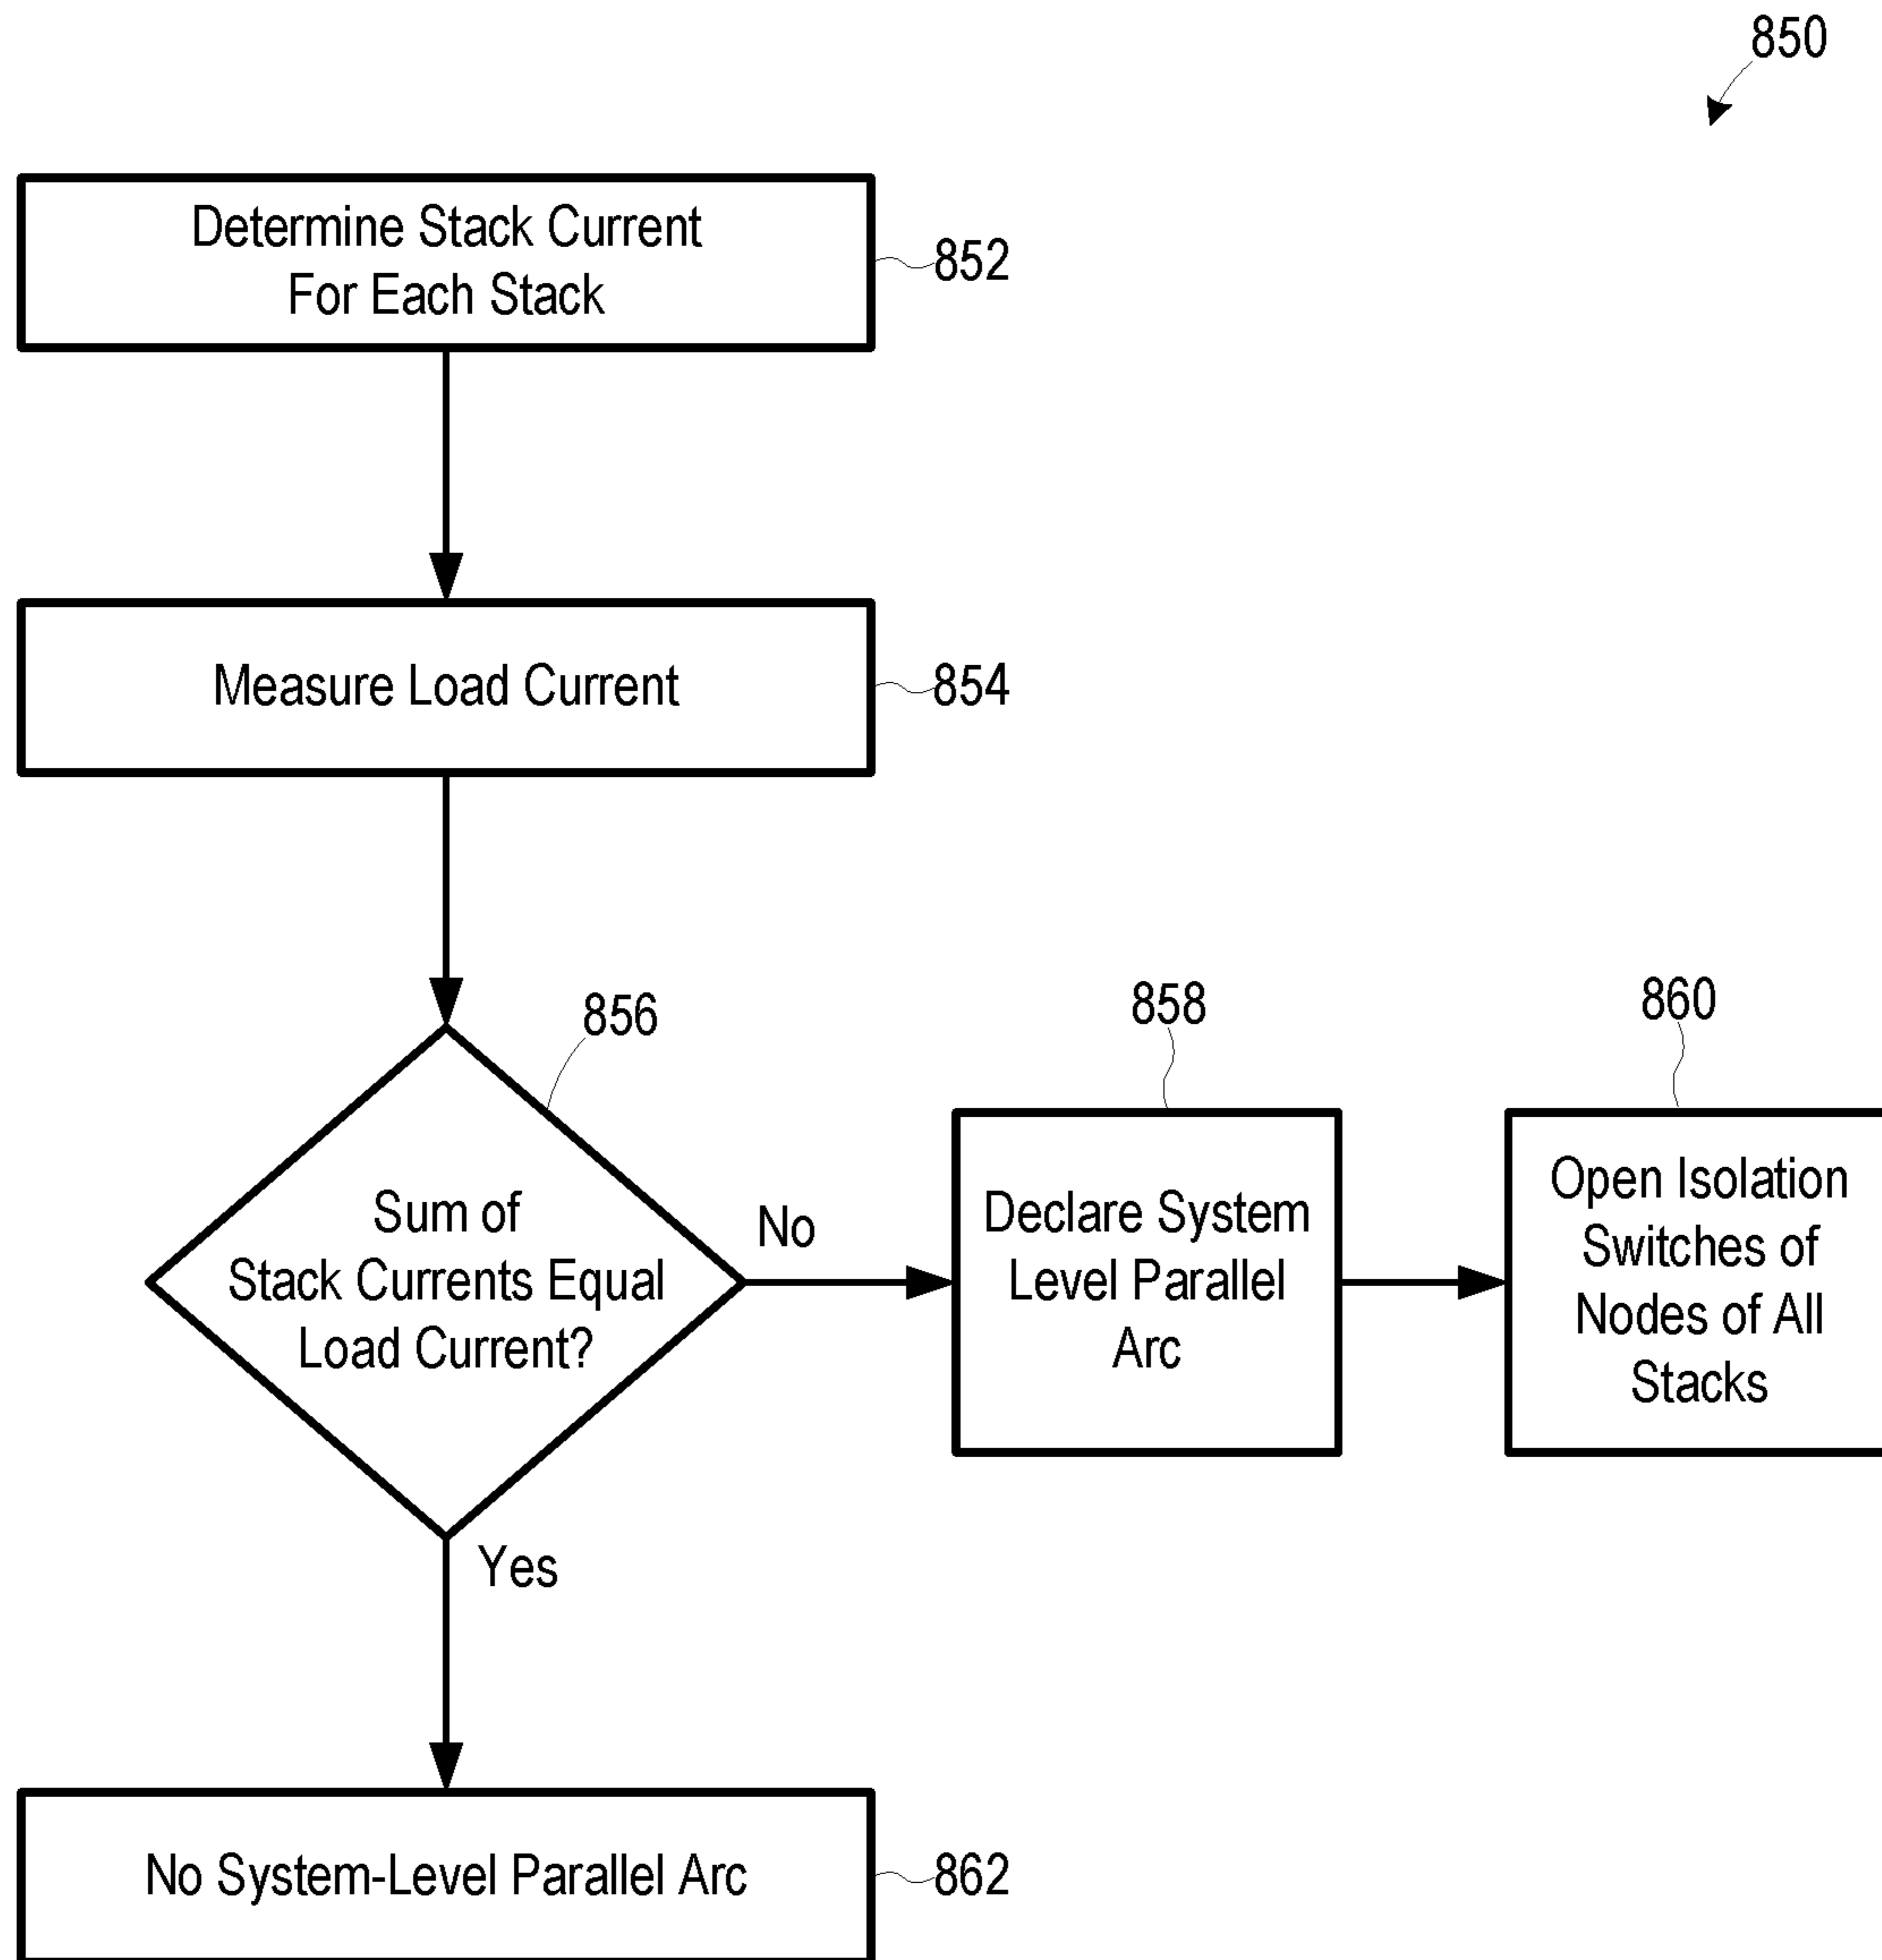 850
Determine Stack Current
For Each Stack
852
Measure Load Current
854
856
Sum of
Stack Currents Equal
Load Current?
No
Yes
858
Declare System
Level Parallel
Arc
860
Open Isolation
Switches of
Nodes of All
Stacks
No System-Level Parallel Arc
862